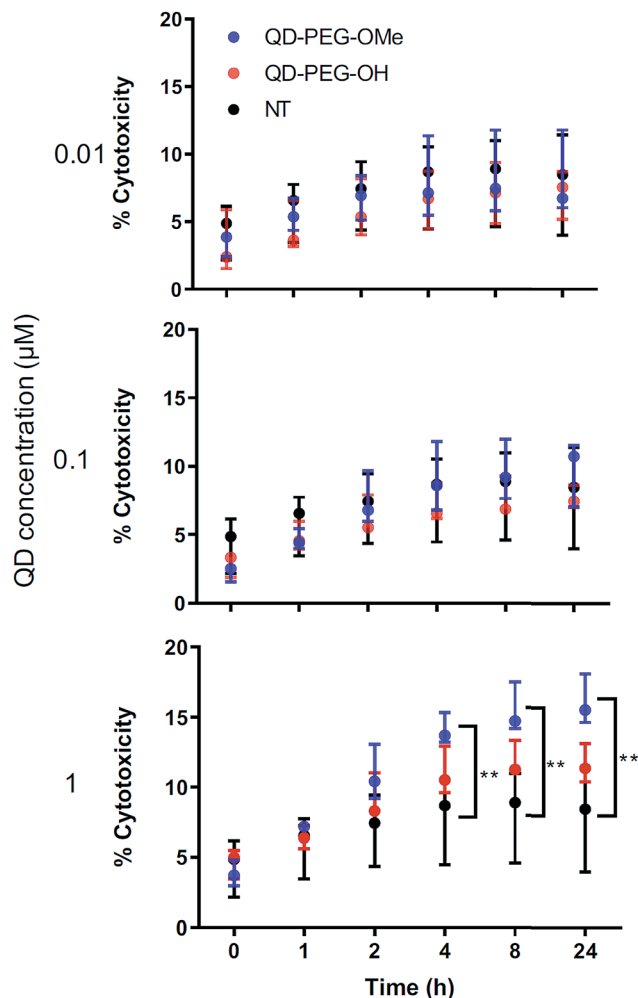 20
QD-PEG-OMe
15
QD-PEG-OH
NT
0.01
10
5
0
% Cytotoxicity
20
15
0.1
10
5
0
% Cytotoxicity
QD concentration (µM)
20
15
1
10
5
0
% Cytotoxicity
**
**
**
0 1 2 4 8 24
Time (h)